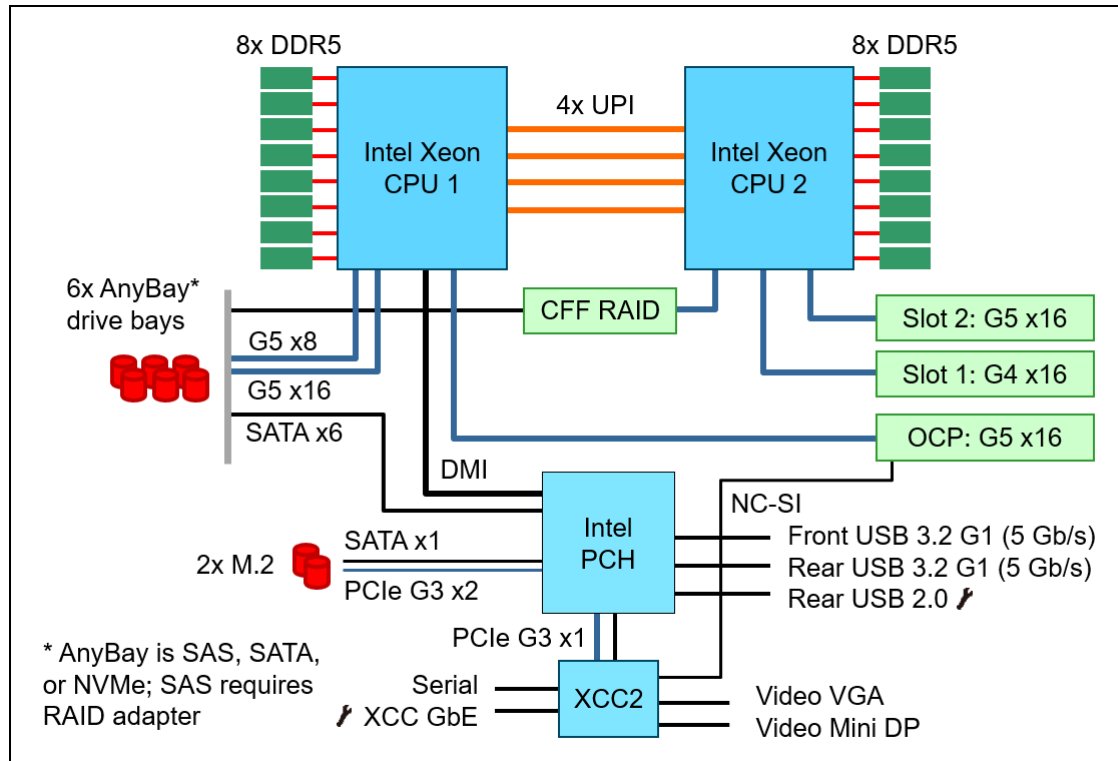 8x DDR5
8x DDR5
4x UPI
Intel Xeon
CPU 1
Intel Xeon
CPU 2
6x AnyBay*
drive bays
CFF RAID
Slot 2: G5 x16
G5 x8
G5 x16
Slot 1: G4 x16
SATA x6
OCP: G5 x16
DMI
NC-SI
Intel
PCH
2x M.2
SATA x1
PCIe G3 x2
Front USB 3.2 G1 (5 Gb/s)
Rear USB 3.2 G1 (5 Gb/s)
Rear USB 2.0
PCIe G3 x1
* AnyBay is SAS, SATA,
or NVMe; SAS requires
RAID adapter
Serial
XCC GbE
XCC2
Video VGA
Video Mini DP